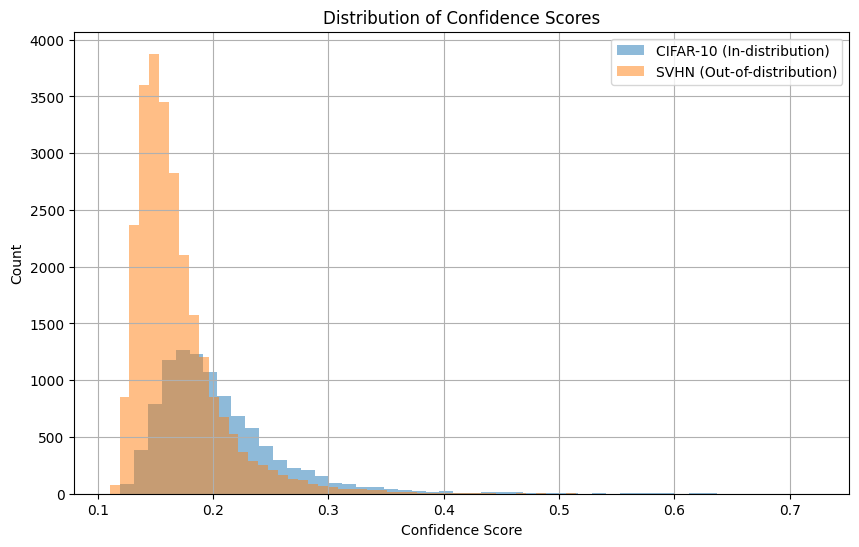 Distribution of Confidence Scores
CIFAR-10 (In-distribution)
SVHN (Out-of-distribution)
Count
4000
3500
3000
2500
2000
1500
1000
500
0
0.1 0.2 0.3 0.4 0.5 0.6 0.7
Confidence Score